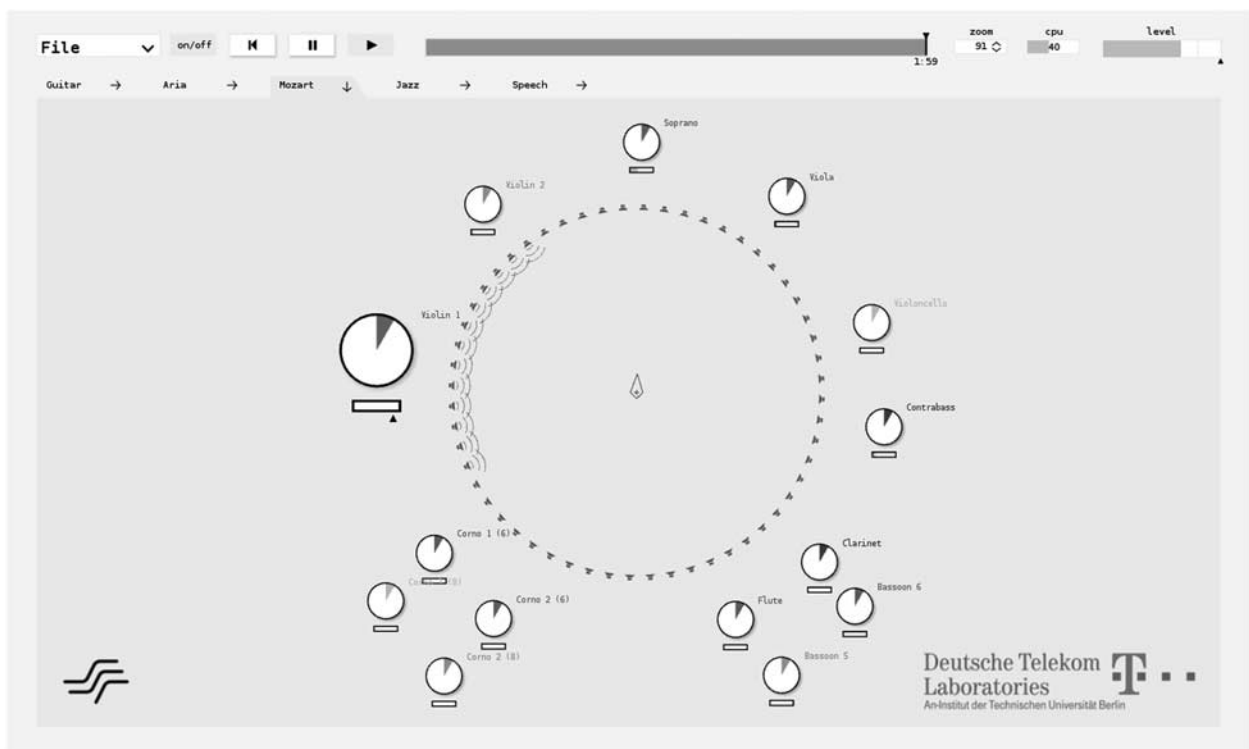 File
on/off
zoom
91
cpu
40
level
1:59
Guitar
Aria
Mozart
Jazz
Speech
Soprano
Violin 2
Viola
Violoncello
Violin 1
Contrabass
Corno 1 (6)
Clarinet
Bassoon 6
Corno 2 (6)
Flute
Corno 2 (8)
Bassoon 5
Deutsche Telekom
Laboratories
An-Institut der Technischen Universität Berlin
T